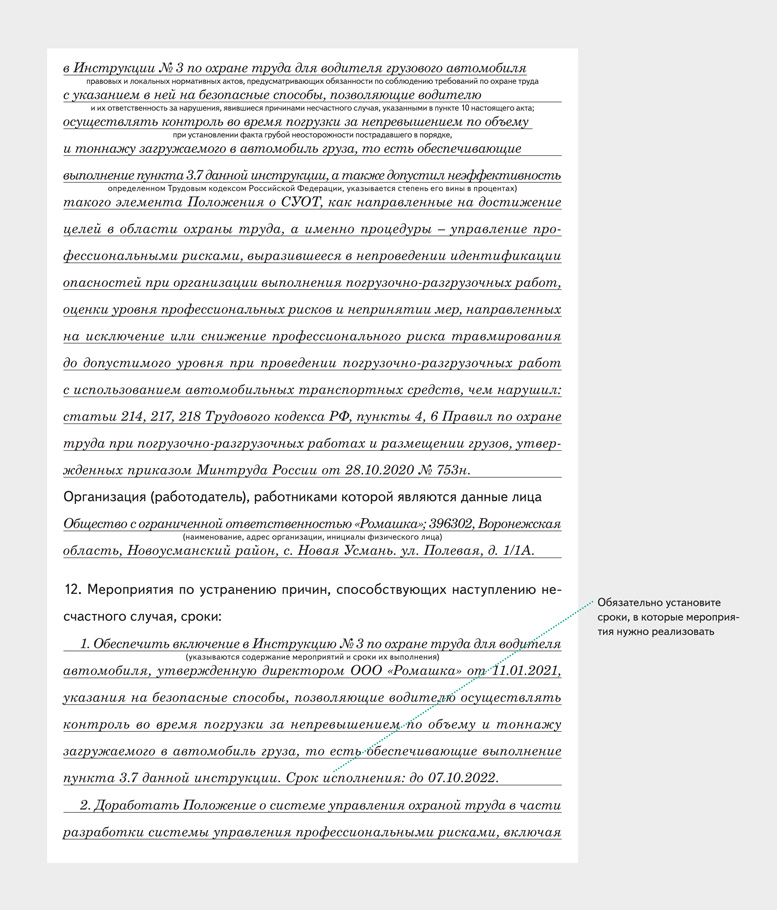 в Инструкции № 3 по охране труда для водителя грузового автомобиля
правовых и локальных нормативных актов, предусматривающих обязанности по соблюдению требований по охране труда
с указанием в ней на безопасные способы, позволяющие водителю
и их ответственность за нарушения, явившиеся причинами несчастного случая, указанными в пункте 10 настоящего акта;
осуществлять контроль во время погрузки за непревышением по объему
при установлении факта грубой неосторожности пострадавшего в порядке,
и тоннажу загружаемого в автомобиль груза, то есть обеспечивающие
выполнение пункта 3.7 данной инструкции, а также допустил неэффективность
определенном Трудовым кодексом Российской Федерации, указывается степень его вины в процентах)
такого элемента Положения о СУОТ, как направленные на достижение
целей в области охраны труда, а именно процедуры – управление про-
фессиональными рисками, выразившееся в непроведении идентификации
опасностей при организации выполнения погрузочно-разгрузочных работ,
оценки уровня профессиональных рисков и непринятии мер, направленных
на исключение или снижение профессионального риска травмирования
до допустимого уровня при проведении погрузочно-разгрузочных работ
с использованием автомобильных транспортных средств, чем нарушил:
статьи 214, 217, 218 Трудового кодекса РФ, пункты 4, 6 Правил по охране
труда при погрузочно-разгрузочных работах и размещении грузов, утвер-
жденных приказом Минтруда России от 28.10.2020 № 753н.
Организация (работодатель), работниками которой являются данные лица
Общество с ограниченной ответственностью «Ромашка»; 396302, Воронежская
(наименование, адрес организации, инициалы физического лица)
область, Новоусманский район, с. Новая Усмань. ул. Полевая, д. 1/1А.
12. Мероприятия по устранению причин, способствующих наступлению не-
счастного случая, сроки:
1. Обеспечить включение в Инструкцию № 3 по охране труда для водителя
(указываются содержание мероприятий и сроки их выполнения)
автомобиля, утвержденную директором ООО «Ромашка» от 11.01.2021,
указания на безопасные способы, позволяющие водителю осуществлять
контроль во время погрузки за непревышением по объему и тоннажу
загружаемого в автомобиль груза, то есть обеспечивающие выполнение
пункта 3.7 данной инструкции. Срок исполнения: до 07.10.2022.
2. Доработать Положение о системе управления охраной труда в части
разработки системы управления профессиональными рисками, включая
Обязательно установите
сроки, в которые мероприя-
тия нужно реализовать